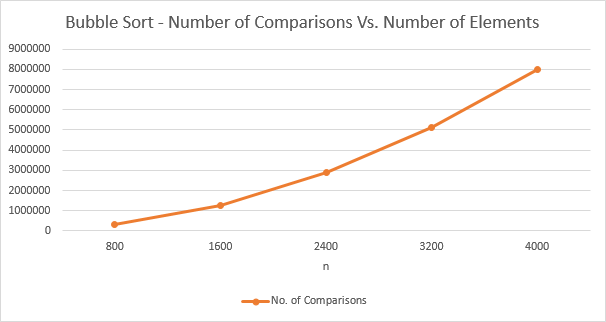 Bubble Sort - Number of Comparisons Vs. Number of Elements
9000000
8000000
7000000
6000000
5000000
4000000
3000000
2000000
1000000
0
800 1600 2400 3200 4000
n
No. of Comparisons